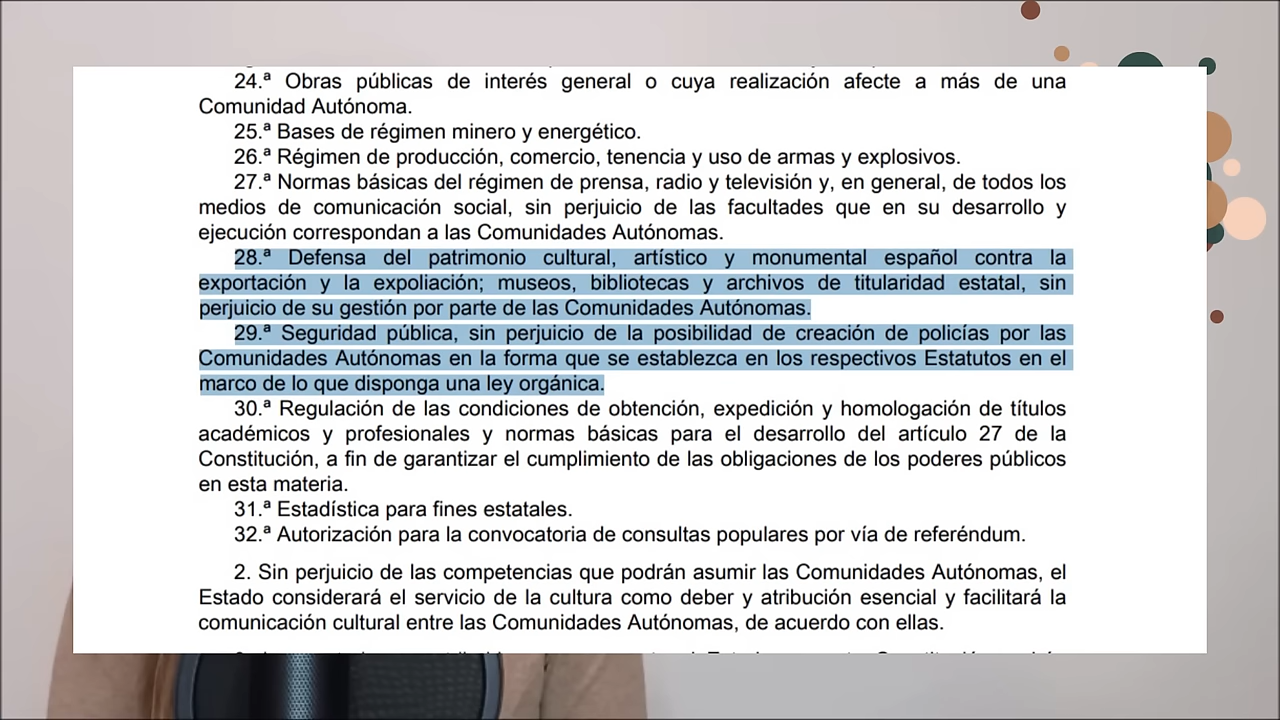 24.ª Obras públicas de interés general o cuya realización afecte a más de una
Comunidad Autónoma.
25.ª Bases de régimen minero y energético.
26.ª Régimen de producción, comercio, tenencia y uso de armas y explosivos.
27.ª Normas básicas del régimen de prensa, radio y televisión y, en general, de todos los
medios de comunicación social, sin perjuicio de las facultades que en su desarrollo y
ejecución correspondan a las Comunidades Autónomas.
28.ª Defensa del patrimonio cultural, artístico y monumental español contra la
exportación y la expoliación; museos, bibliotecas y archivos de titularidad estatal, sin
perjuicio de su gestión por parte de las Comunidades Autónomas.
29.ª Seguridad pública, sin perjuicio de la posibilidad de creación de policías por las
Comunidades Autónomas en la forma que se establezca en los respectivos Estatutos en el
marco de lo que disponga una ley orgánica.
30.ª Regulación de las condiciones de obtención, expedición y homologación de títulos
académicos y profesionales y normas básicas para el desarrollo del artículo 27 de la
Constitución, a fin de garantizar el cumplimiento de las obligaciones de los poderes públicos
en esta materia.
31.ª Estadística para fines estatales.
32.ª Autorización para la convocatoria de consultas populares por vía de referéndum.
2. Sin perjuicio de las competencias que podrán asumir las Comunidades Autónomas, el
Estado considerará el servicio de la cultura como deber y atribución esencial y facilitará la
comunicación cultural entre las Comunidades Autónomas, de acuerdo con ellas.